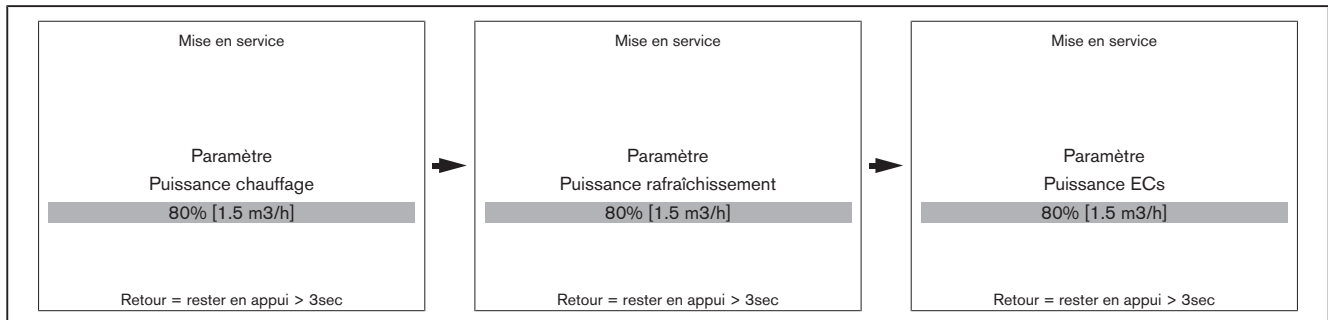 Mise en service
Paramètre
Puissance chauffage
80% [1.5 m3/h]
Retour = rester en appui > 3sec
Mise en service
Paramètre
Puissance rafraîchissement
80% [1.5 m3/h]
Retour = rester en appui > 3sec
Mise en service
Paramètre
Puissance ECs
80% [1.5 m3/h]
Retour = rester en appui > 3sec